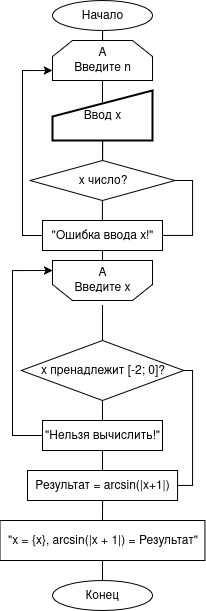 Начало
А
Введите n
Ввод x
x число?
"Ошибка ввода x!"
А
Введите x
x пренадлежит [-2; 0]?
"Нельзя вычислить!"
Результат = arcsin(|x+1|)
"x = {x}, arcsin(|x + 1|) = Результат"
Конец